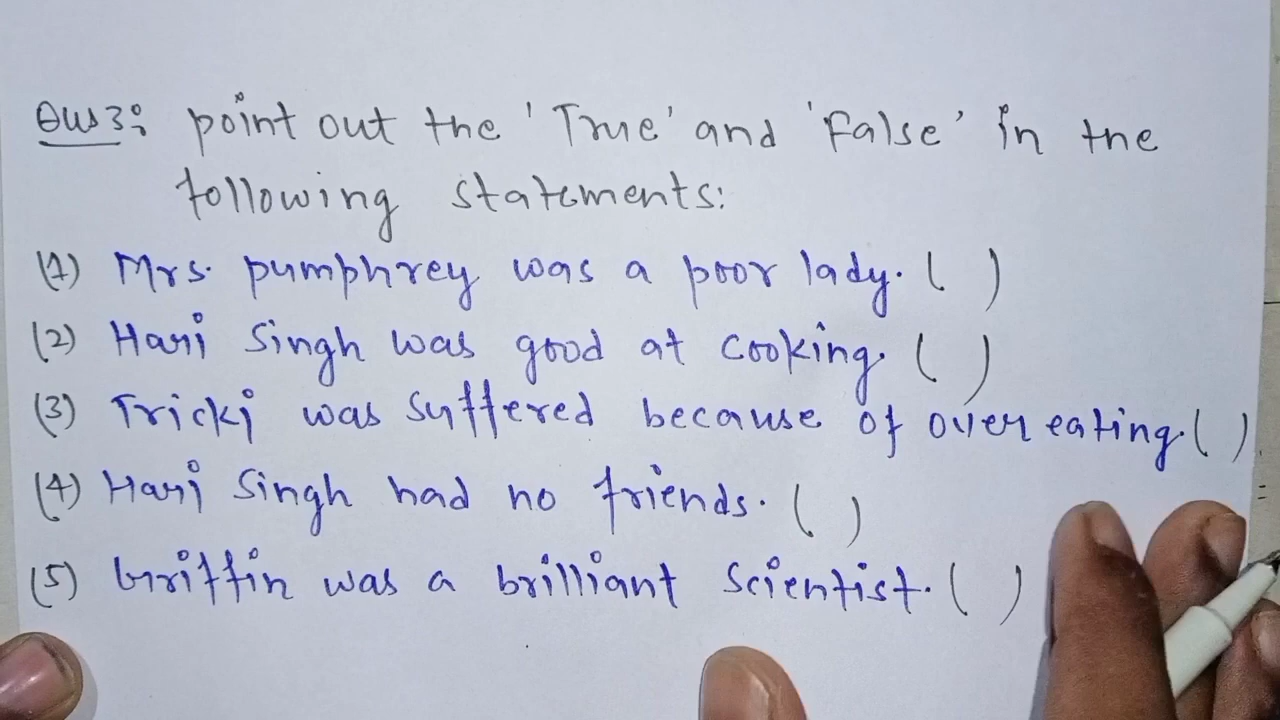 Qus 3: point out the 'True' and 'False' in the
following statements:
(1) Mrs. pumphrey was a poor lady. ( )
(2) Hari Singh was good at cooking. ( )
(3) Tricki was suffered because of over eating. ( )
(4) Hari Singh had no friends. ( )
(5) Griffin was a brilliant Scientist. ( )